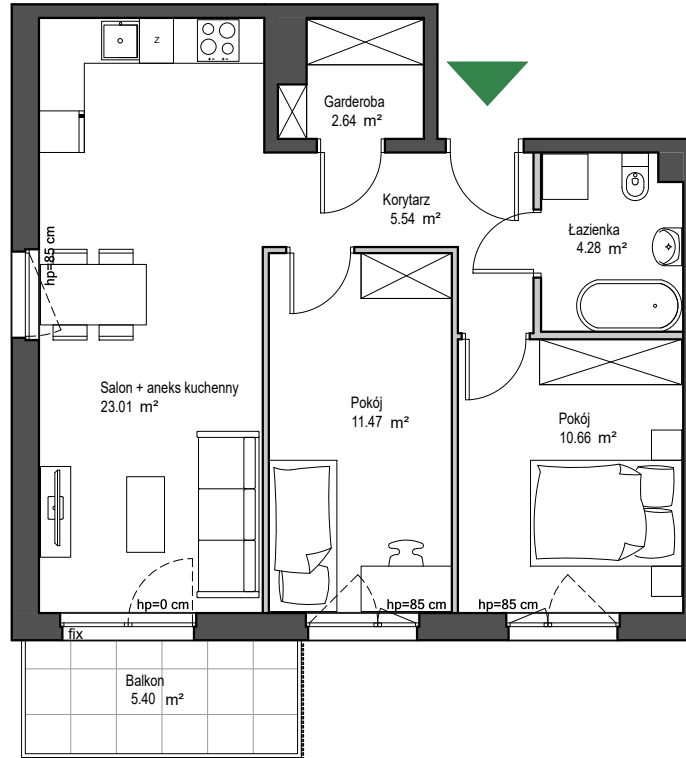 z
Garderoba
2.64 m²
Korytarz
5.54 m²
Łazienka
4.28 m²
hp=85 cm
Salon + aneks kuchenny
23.01 m²
Pokój
11.47 m²
Pokój
10.66 m²
hp=0 cm
hp=85 cm
hp=85 cm
fix
Balkon
5.40 m²